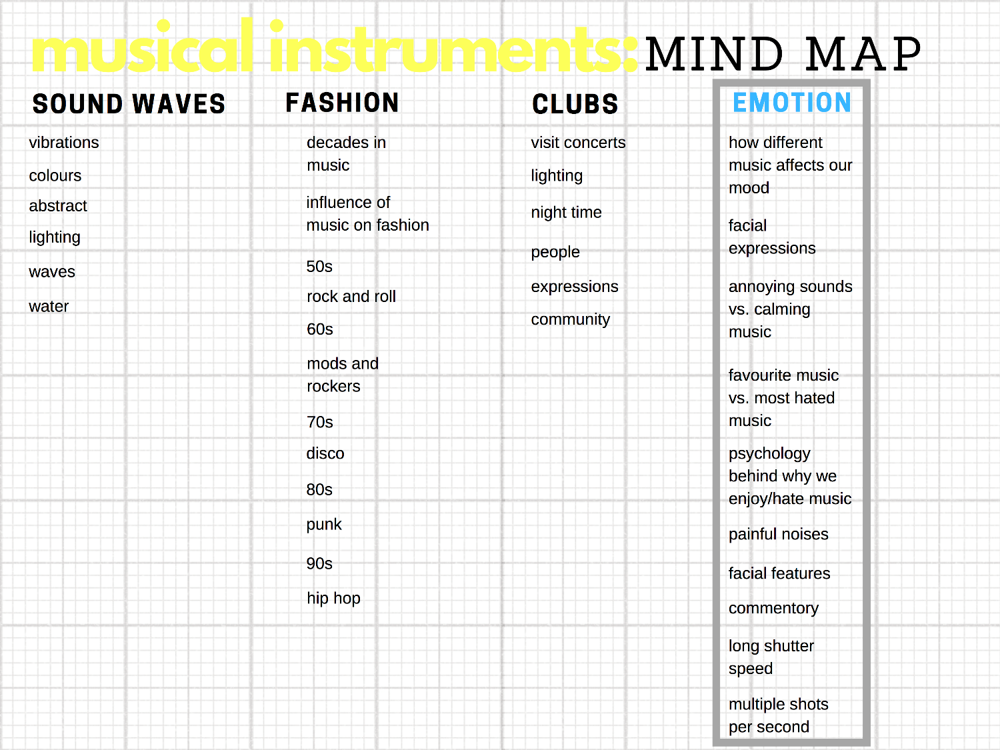 musical instruments: MIND MAP
SOUND WAVES
vibrations
colours
abstract
lighting
waves
water
FASHION
decades in
music
influence of
music on fashion
50s
rock and roll
60s
mods and
rockers
70s
disco
80s
punk
90s
hip hop
CLUBS
visit concerts
lighting
night time
people
expressions
community
EMOTION
how different
music affects our
mood
facial
expressions
annoying sounds
vs. calming
music
favourite music
vs. most hated
music
psychology
behind why we
enjoy/hate music
painful noises
facial features
commentory
long shutter
speed
multiple shots
per second